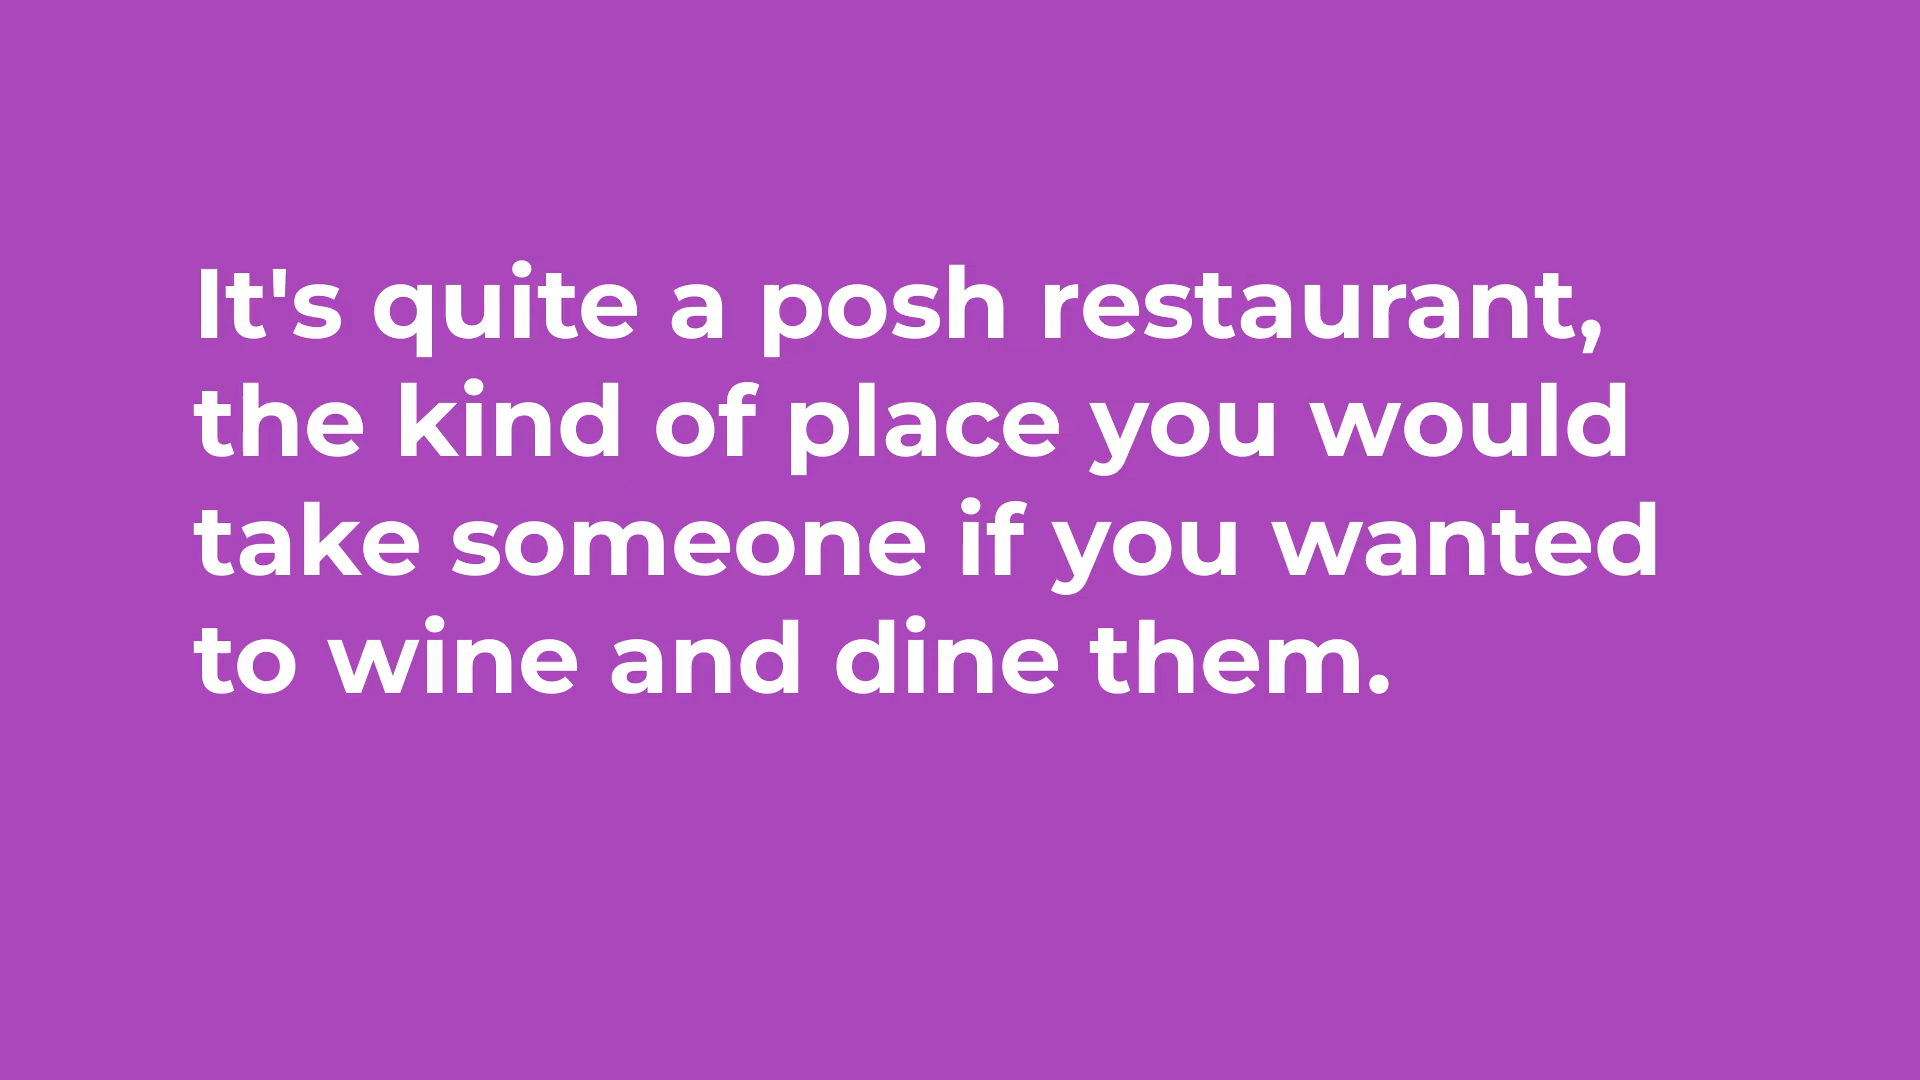 It's quite a posh restaurant,
the kind of place you would
take someone if you wanted
to wine and dine them.